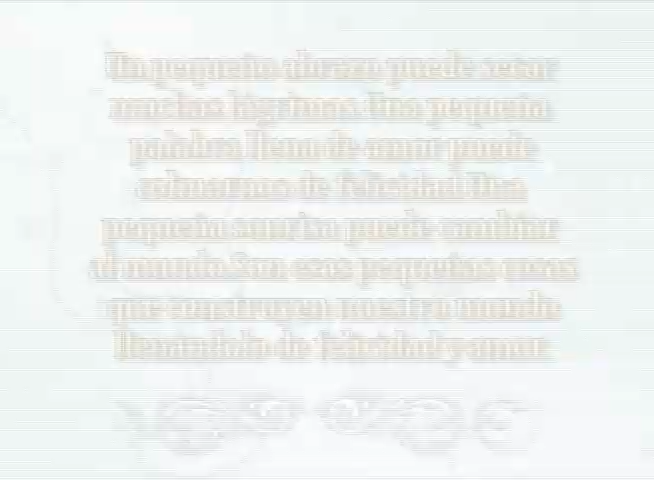 Un pequeño abrazo puede secar
muchas lágrimas. Una pequeña
palabra llena de amor puede
colmarnos de felicidad. Una
pequeña sonrisa puede cambiar
el mundo. Son esas pequeñas cosas
que construyen nuestro mundo
llenándolo de felicidad y amor.